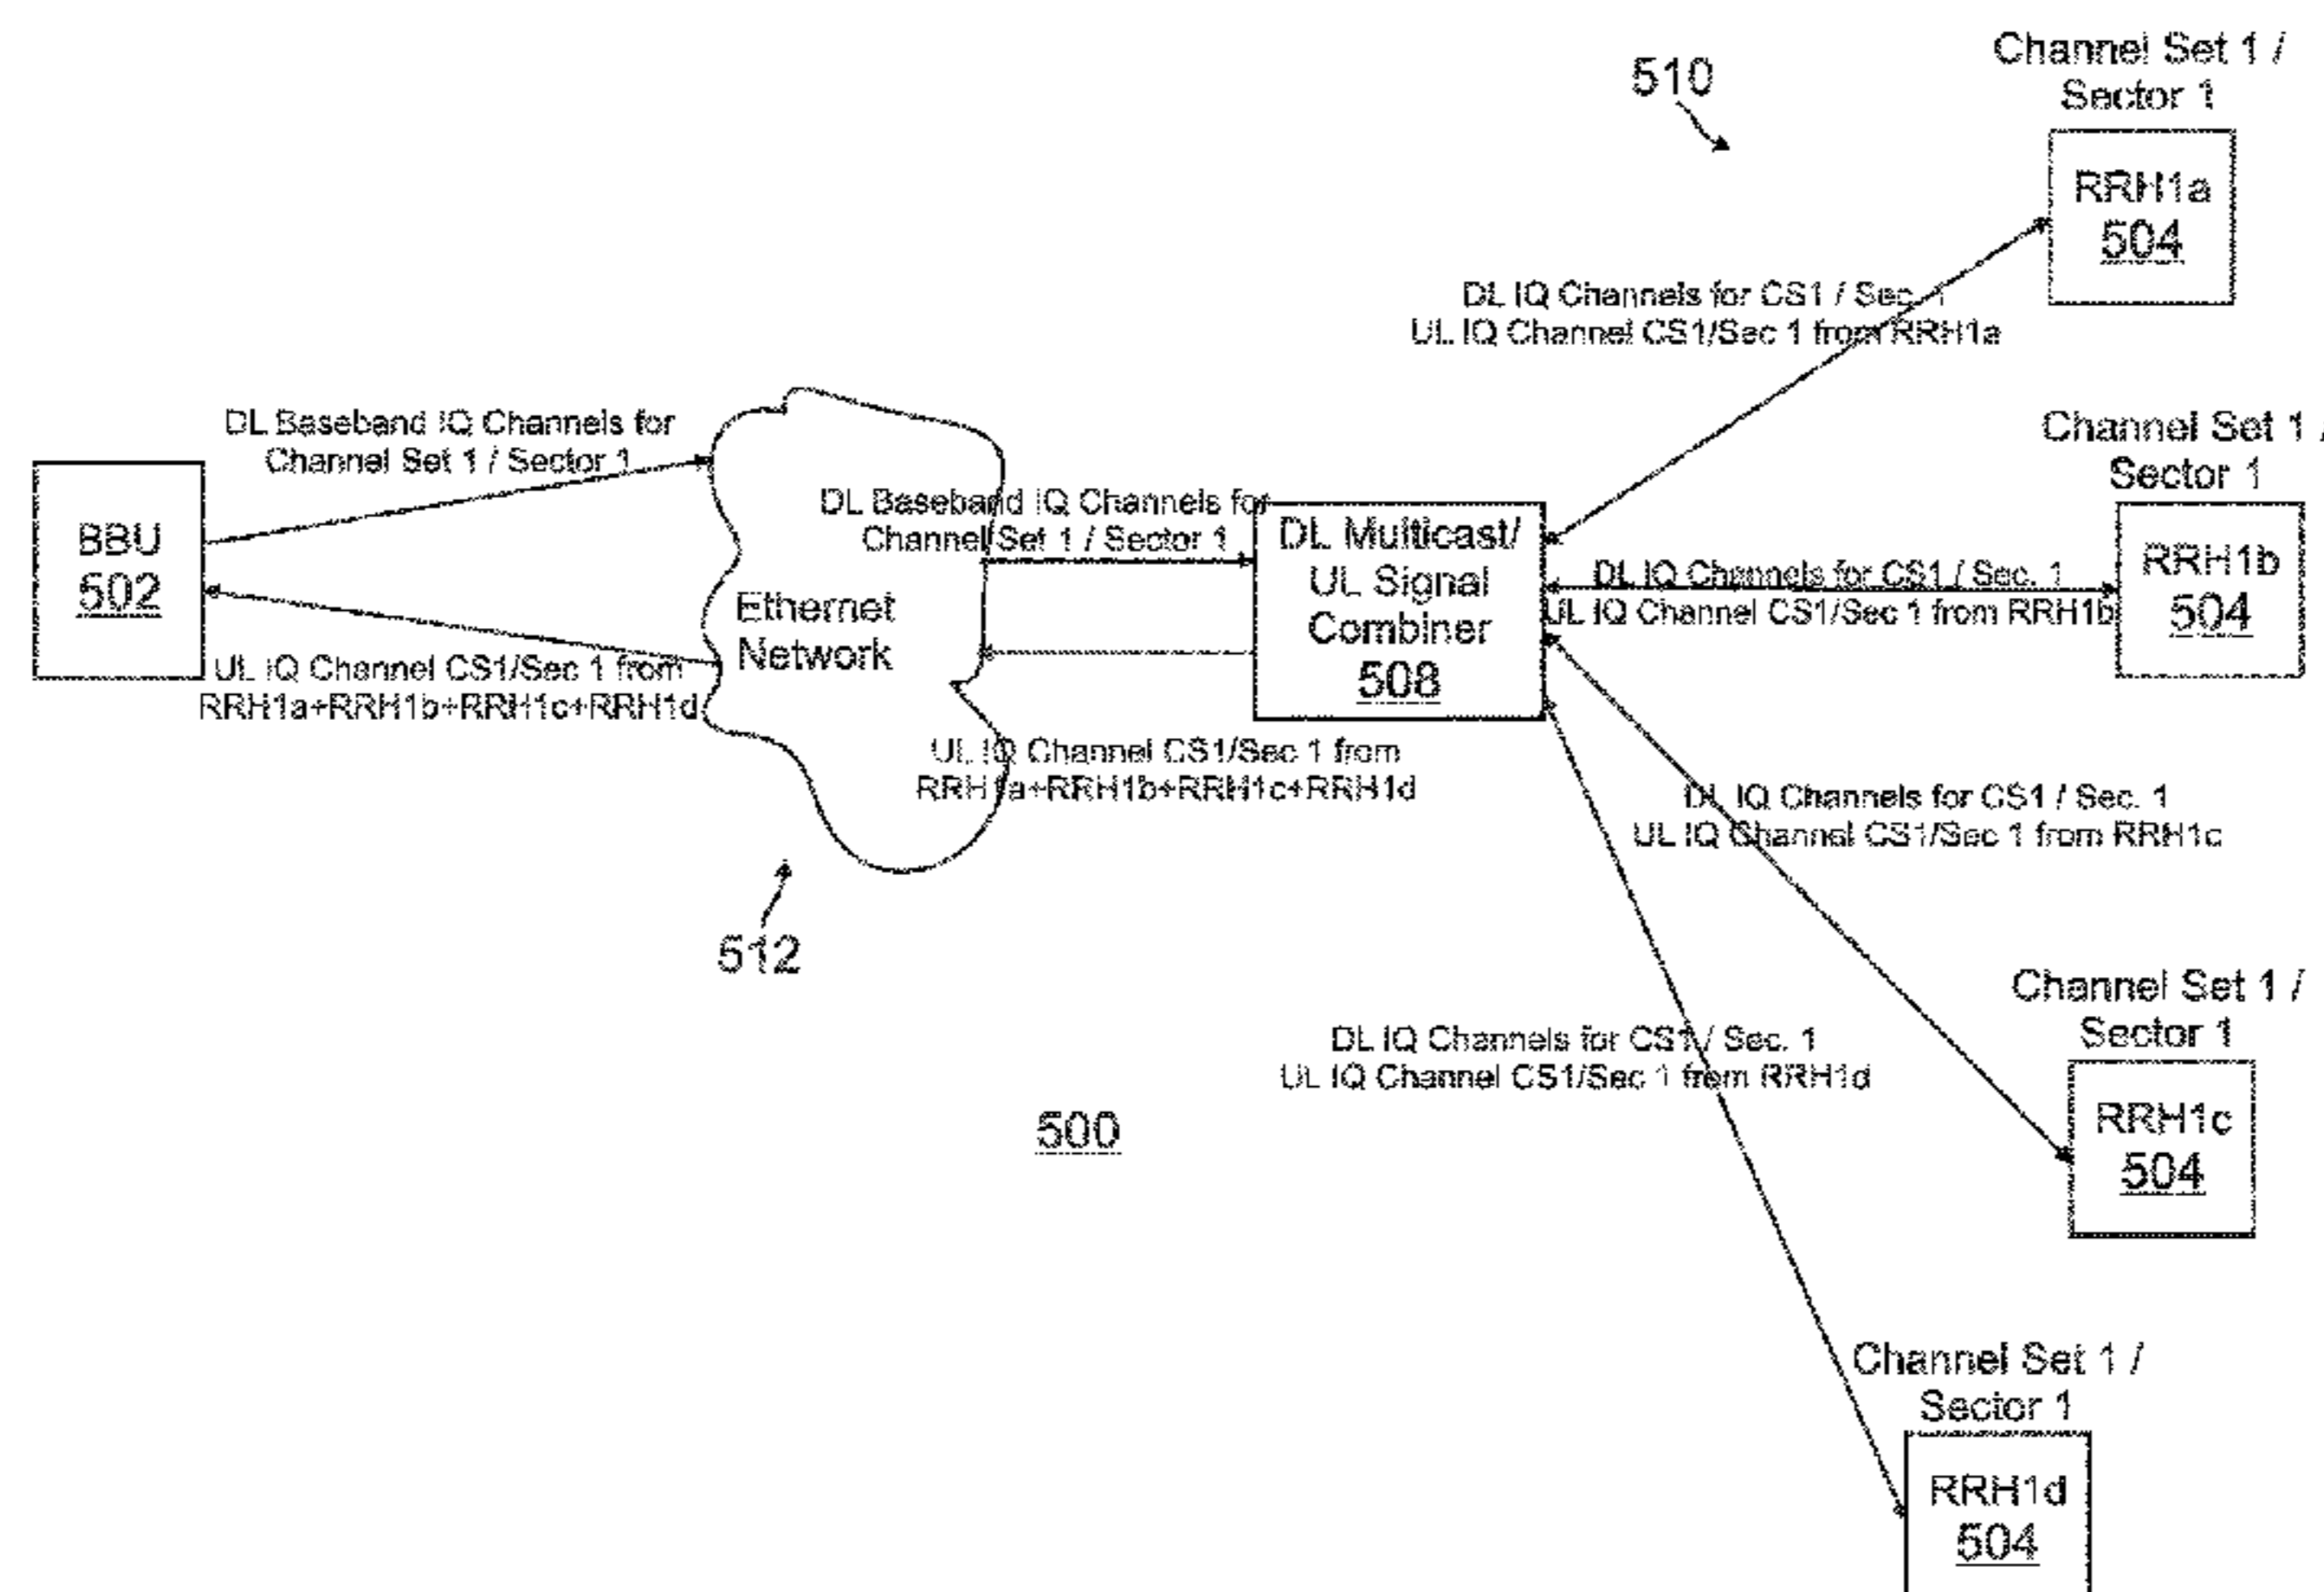 510
Channel Set 1 /
Sector 1
RRH1a
504
DL IQ Channels for CS1 / Sec. 1
UL IQ Channel CS1/Sec 1 from RRH1a
DL Baseband IQ Channels for
Channel Set 1 / Sector 1
BBU
502
UL IQ Channel CS1/Sec 1 from
RRH1a+RRH1b+RRH1c+RRH1d
Ethernet
Network
512
DL Baseband IQ Channels for
Channel Set 1 / Sector 1
DL Multicast/
UL Signal
Combiner
508
UL IQ Channel CS1/Sec 1 from
RRH1a+RRH1b+RRH1c+RRH1d
Channel Set 1 /
Sector 1
RRH1b
504
DL IQ Channels for CS1 / Sec. 1
UL IQ Channel CS1/Sec 1 from RRH1b
DL IQ Channels for CS1 / Sec. 1
UL IQ Channel CS1/Sec 1 from RRH1c
Channel Set 1 /
Sector 1
RRH1c
504
DL IQ Channels for CS1 / Sec. 1
UL IQ Channel CS1/Sec 1 from RRH1d
500
Channel Set 1 /
Sector 1
RRH1d
504